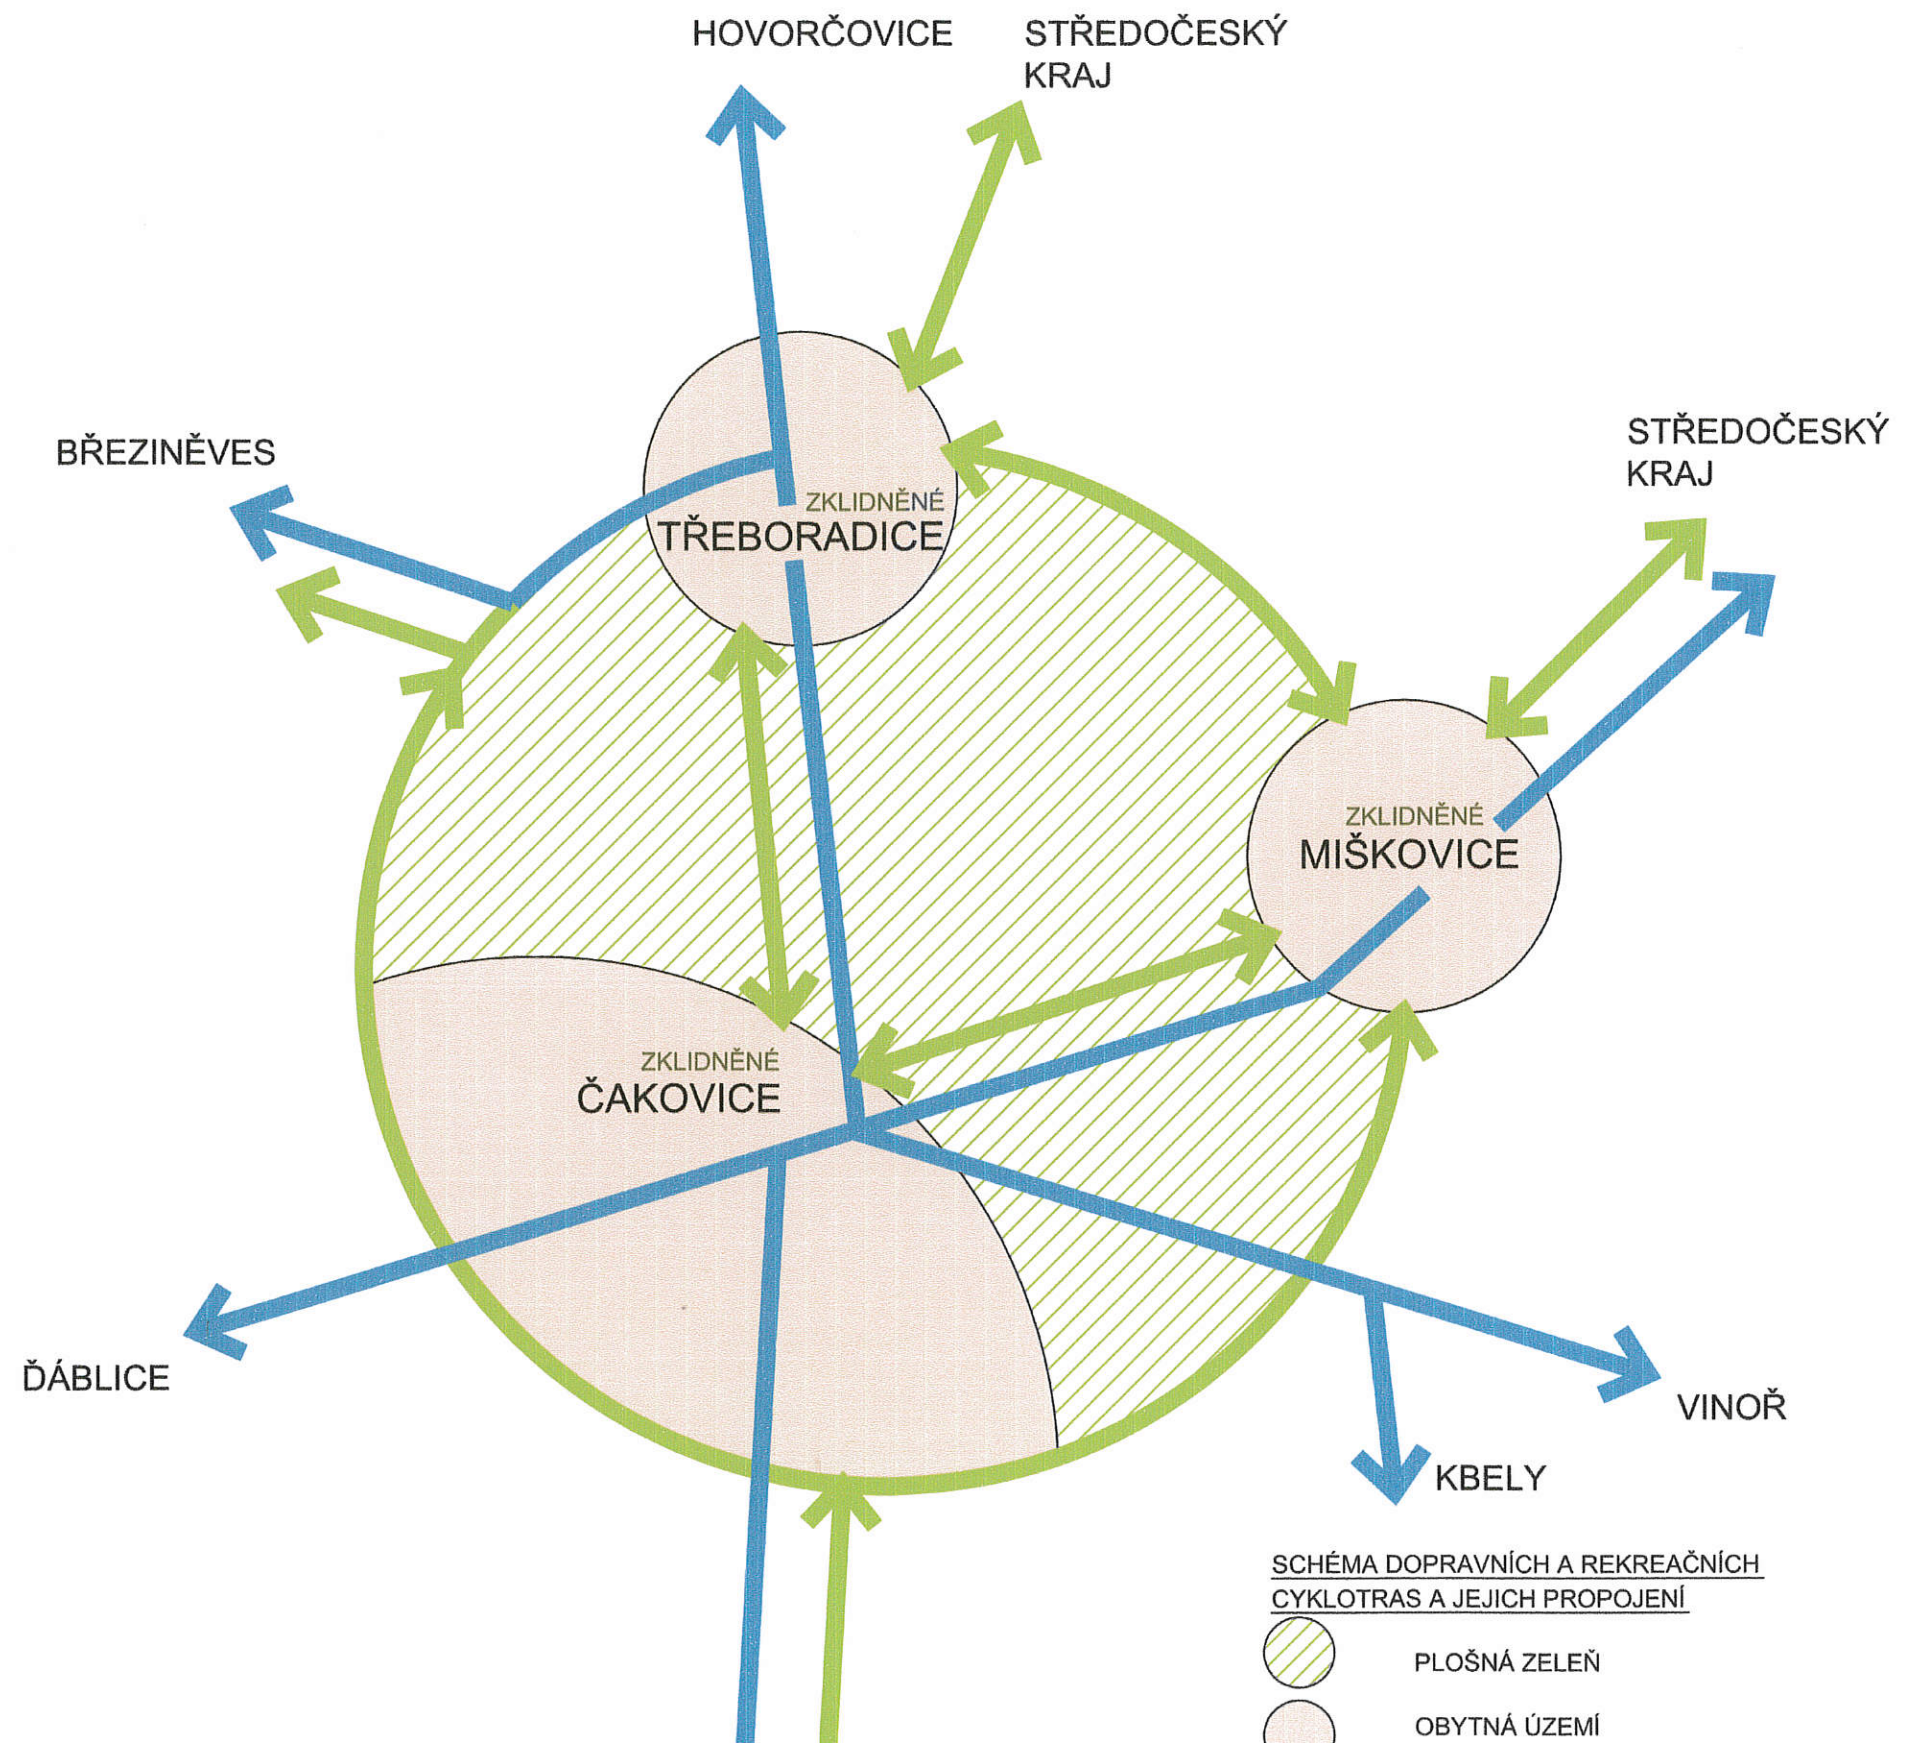 HOVORČOVICE
STŘEDOČESKÝ
KRAJ
BŘEZINĚVES
STŘEDOČESKÝ
KRAJ
ZKLIDNĚNÉ
TŘEBORADICE
ZKLIDNĚNÉ
MIŠKOVICE
ZKLIDNĚNÉ
ČAKOVICE
ĎÁBLICE
VINOŘ
KBELY
SCHÉMA DOPRAVNÍCH A REKREAČNÍCH
CYKLOTRAS A JEJICH PROPOJENÍ
PLOŠNÁ ZELEŇ
OBYTNÁ ÚZEMÍ